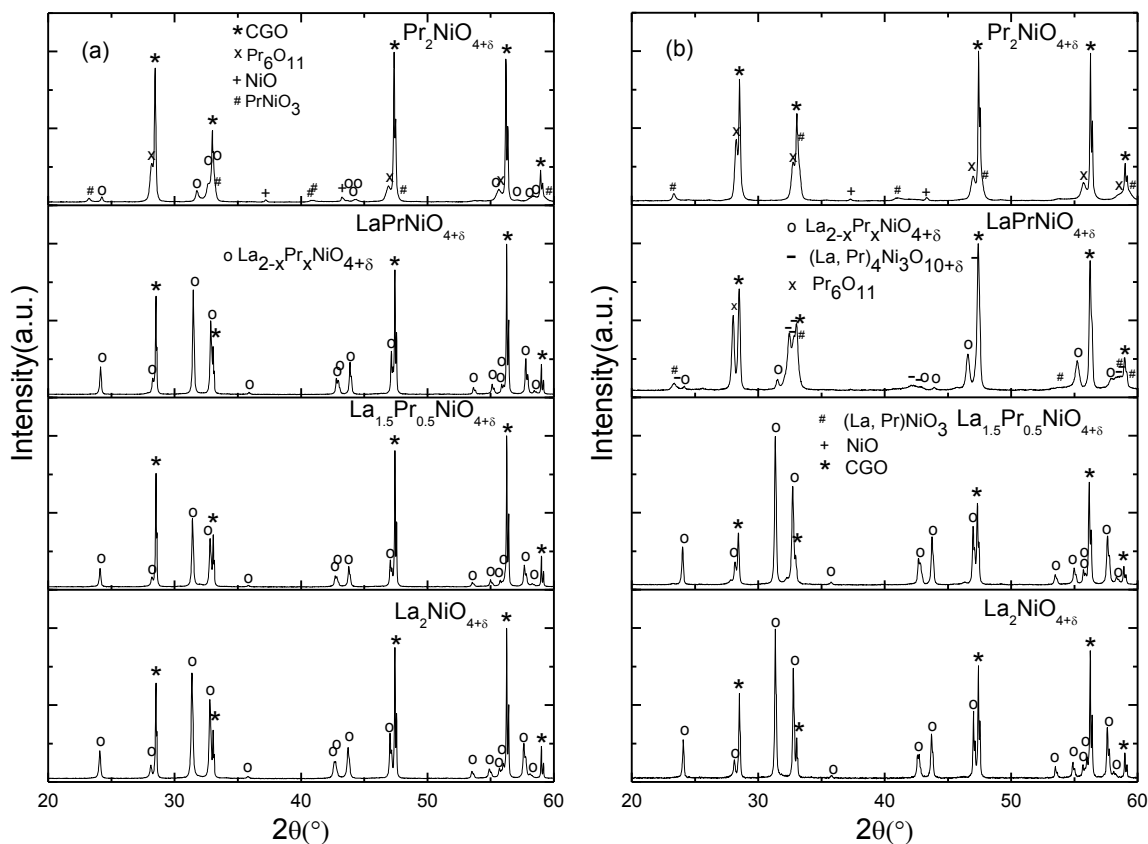 (a)
* CGO
x Pr6O11
+ NiO
# PrNiO3
Pr2NiO4+δ
LaPrNiO4+δ
o La2-xPrxNiO4+δ
La1.5Pr0.5NiO4+δ
La2NiO4+δ
Intensity(a.u.)
20 30 40 50 60
2θ(°)
(b)
Pr2NiO4+δ
LaPrNiO4+δ
o La2-xPrxNiO4+δ
- (La, Pr)4Ni3O10+δ
x Pr6O11
# (La, Pr)NiO3
La1.5Pr0.5NiO4+δ
+ NiO
* CGO
La2NiO4+δ
Intensity(a.u.)
20 30 40 50 60
2θ(°)